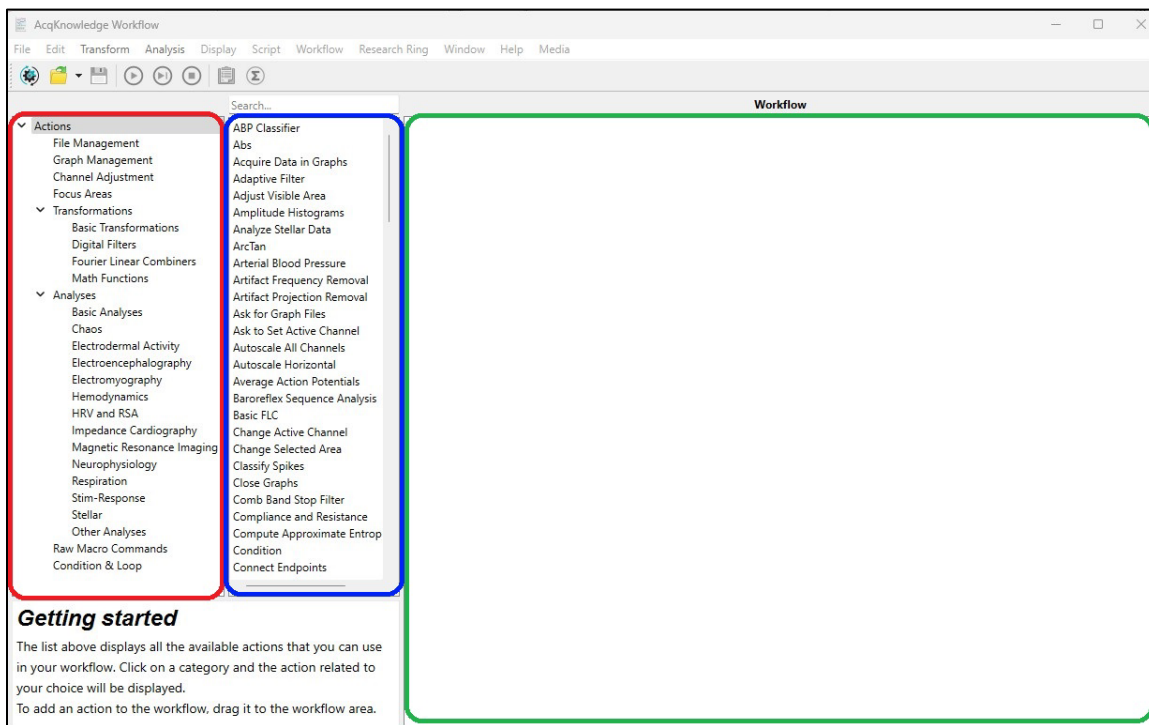 AcqKnowledge Workflow
File Edit Transform Analysis Display Script Workflow Research Ring Window Help Media
Search...
Workflow
Actions
File Management
Graph Management
Channel Adjustment
Focus Areas
Transformations
Basic Transformations
Digital Filters
Fourier Linear Combiners
Math Functions
Analyses
Basic Analyses
Chaos
Electrodermal Activity
Electroencephalography
Electromyography
Hemodynamics
HRV and RSA
Impedance Cardiography
Magnetic Resonance Imaging
Neurophysiology
Respiration
Stim-Response
Stellar
Other Analyses
Raw Macro Commands
Condition & Loop
ABP Classifier
Abs
Acquire Data in Graphs
Adaptive Filter
Adjust Visible Area
Amplitude Histograms
Analyze Stellar Data
ArcTan
Arterial Blood Pressure
Artifact Frequency Removal
Artifact Projection Removal
Ask for Graph Files
Ask to Set Active Channel
Autoscale All Channels
Autoscale Horizontal
Average Action Potentials
Baroreflex Sequence Analysis
Basic FLC
Change Active Channel
Change Selected Area
Classify Spikes
Close Graphs
Comb Band Stop Filter
Compliance and Resistance
Compute Approximate Entrop
Condition
Connect Endpoints
Getting started
The list above displays all the available actions that you can use
in your workflow. Click on a category and the action related to
your choice will be displayed.
To add an action to the workflow, drag it to the workflow area.